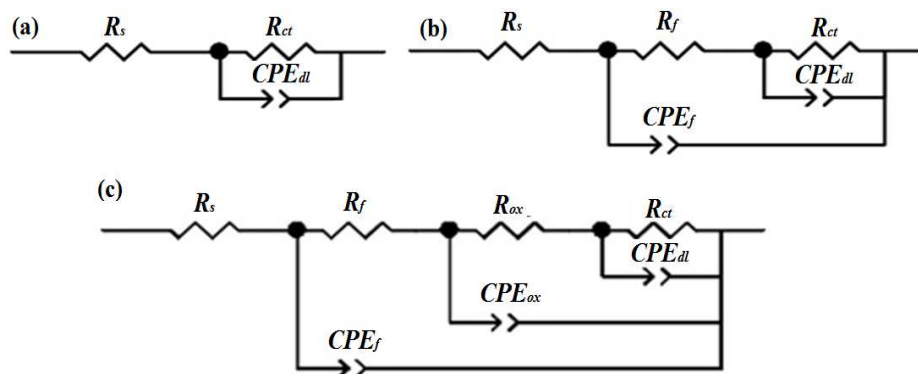 (a)
Rs
Rct
CPEdl
(b)
Rs
Rf
Rct
CPEdl
CPEf
(c)
Rs
Rf
Rox
Rct
CPEdl
CPEox
CPEf